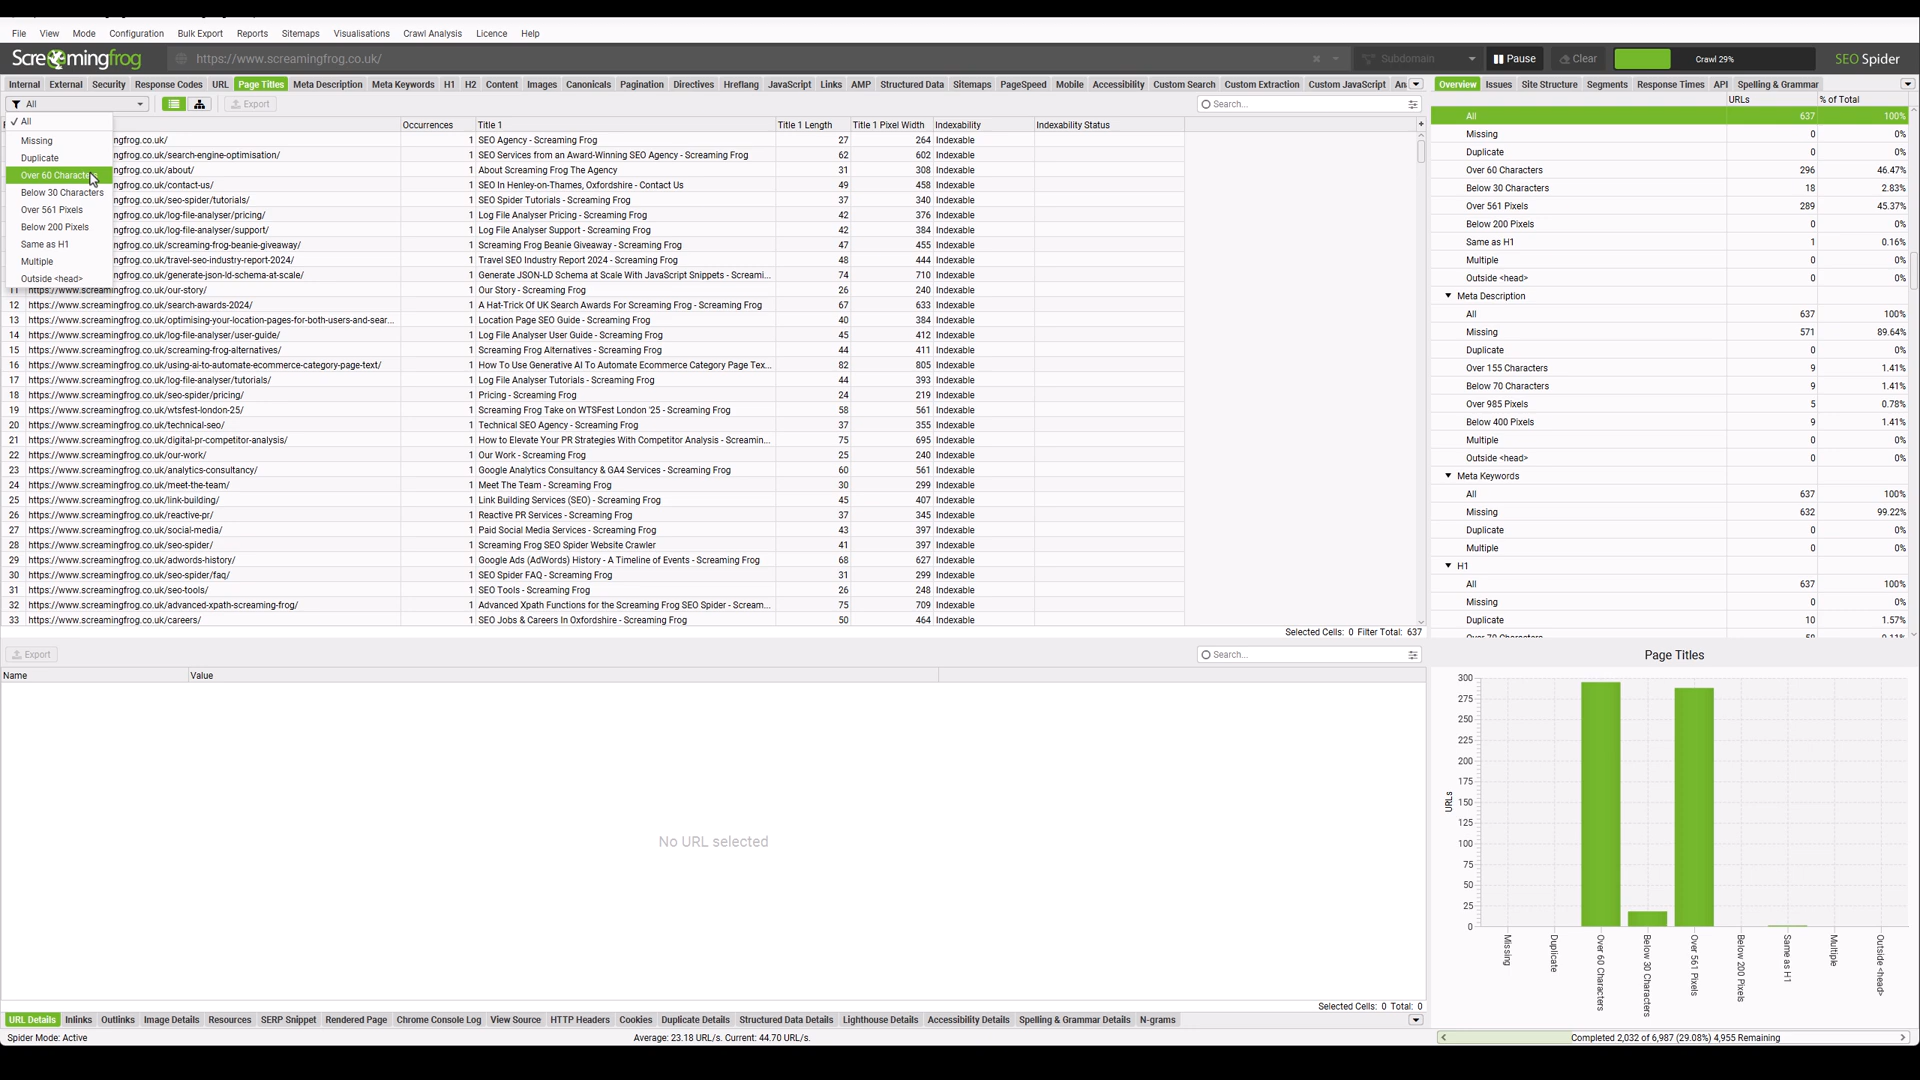 File View Mode Configuration Bulk Export Reports Sitemaps Visualisations Crawl Analysis Licence Help
Screamingfrog https://www.screamingfrog.co.uk/ Subdomain Pause Clear Crawl 29% SEO Spider
Internal External Security Response Codes URL Page Titles Meta Description Meta Keywords H1 H2 Content Images Canonicals Pagination Directives Hreflang JavaScript Links AMP Structured Data Sitemaps PageSpeed Mobile Accessibility Custom Search Custom Extraction Custom JavaScript An
All Export Search...
All
Missing
Duplicate
Over 60 Characte
Below 30 Characters
Over 561 Pixels
Below 200 Pixels
Same as H1
Multiple
Outside <head>
Occurrences Title 1 Title 1 Length Title 1 Pixel Width Indexability Indexability Status
ngfrog.co.uk/ 1 SEO Agency - Screaming Frog 27 264 Indexable
ngfrog.co.uk/search-engine-optimisation/ 1 SEO Services from an Award-Winning SEO Agency - Screaming Frog 62 602 Indexable
ngfrog.co.uk/about/ 1 About Screaming Frog The Agency 31 308 Indexable
ngfrog.co.uk/contact-us/ 1 SEO In Henley-on-Thames, Oxfordshire - Contact Us 49 458 Indexable
ngfrog.co.uk/seo-spider/tutorials/ 1 SEO Spider Tutorials - Screaming Frog 37 340 Indexable
ngfrog.co.uk/log-file-analyser/pricing/ 1 Log File Analyser Pricing - Screaming Frog 42 376 Indexable
ngfrog.co.uk/log-file-analyser/support/ 1 Log File Analyser Support - Screaming Frog 42 384 Indexable
ngfrog.co.uk/screaming-frog-beanie-giveaway/ 1 Screaming Frog Beanie Giveaway - Screaming Frog 47 455 Indexable
ngfrog.co.uk/travel-seo-industry-report-2024/ 1 Travel SEO Industry Report 2024 - Screaming Frog 48 444 Indexable
ngfrog.co.uk/generate-json-ld-schema-at-scale/ 1 Generate JSON-LD Schema at Scale With JavaScript Snippets - Screami... 74 710 Indexable
11 https://www.screamingfrog.co.uk/our-story/ 1 Our Story - Screaming Frog 26 240 Indexable
12 https://www.screamingfrog.co.uk/search-awards-2024/ 1 A Hat-Trick Of UK Search Awards For Screaming Frog - Screaming Frog 67 633 Indexable
13 https://www.screamingfrog.co.uk/optimising-your-location-pages-for-both-users-and-sear... 1 Location Page SEO Guide - Screaming Frog 40 384 Indexable
14 https://www.screamingfrog.co.uk/log-file-analyser/user-guide/ 1 Log File Analyser User Guide - Screaming Frog 45 412 Indexable
15 https://www.screamingfrog.co.uk/screaming-frog-alternatives/ 1 Screaming Frog Alternatives - Screaming Frog 44 411 Indexable
16 https://www.screamingfrog.co.uk/using-ai-to-automate-ecommerce-category-page-text/ 1 How To Use Generative AI To Automate Ecommerce Category Page Tex... 82 805 Indexable
17 https://www.screamingfrog.co.uk/log-file-analyser/tutorials/ 1 Log File Analyser Tutorials - Screaming Frog 44 393 Indexable
18 https://www.screamingfrog.co.uk/seo-spider/pricing/ 1 Pricing - Screaming Frog 24 219 Indexable
19 https://www.screamingfrog.co.uk/wtsfest-london-25/ 1 Screaming Frog Take on WTSFest London '25 - Screaming Frog 58 561 Indexable
20 https://www.screamingfrog.co.uk/technical-seo/ 1 Technical SEO Agency - Screaming Frog 37 355 Indexable
21 https://www.screamingfrog.co.uk/digital-pr-competitor-analysis/ 1 How to Elevate Your PR Strategies With Competitor Analysis - Screamin... 75 695 Indexable
22 https://www.screamingfrog.co.uk/our-work/ 1 Our Work - Screaming Frog 25 240 Indexable
23 https://www.screamingfrog.co.uk/analytics-consultancy/ 1 Google Analytics Consultancy & GA4 Services - Screaming Frog 60 561 Indexable
24 https://www.screamingfrog.co.uk/meet-the-team/ 1 Meet The Team - Screaming Frog 30 299 Indexable
25 https://www.screamingfrog.co.uk/link-building/ 1 Link Building Services (SEO) - Screaming Frog 45 407 Indexable
26 https://www.screamingfrog.co.uk/reactive-pr/ 1 Reactive PR Services - Screaming Frog 37 345 Indexable
27 https://www.screamingfrog.co.uk/social-media/ 1 Paid Social Media Services - Screaming Frog 43 397 Indexable
28 https://www.screamingfrog.co.uk/seo-spider/ 1 Screaming Frog SEO Spider Website Crawler 41 397 Indexable
29 https://www.screamingfrog.co.uk/adwords-history/ 1 Google Ads (AdWords) History - A Timeline of Events - Screaming Frog 68 627 Indexable
30 https://www.screamingfrog.co.uk/seo-spider/faq/ 1 SEO Spider FAQ - Screaming Frog 31 299 Indexable
31 https://www.screamingfrog.co.uk/seo-tools/ 1 SEO Tools - Screaming Frog 26 248 Indexable
32 https://www.screamingfrog.co.uk/advanced-xpath-screaming-frog/ 1 Advanced Xpath Functions for the Screaming Frog SEO Spider - Scream... 75 709 Indexable
33 https://www.screamingfrog.co.uk/careers/ 1 SEO Jobs & Careers In Oxfordshire - Screaming Frog 50 464 Indexable
Selected Cells: 0 Filter Total: 637
Export Search...
Name Value
No URL selected
Selected Cells: 0 Total: 0
URL Details Inlinks Outlinks Image Details Resources SERP Snippet Rendered Page Chrome Console Log View Source HTTP Headers Cookies Duplicate Details Structured Data Details Lighthouse Details Accessibility Details Spelling & Grammar Details N-grams
Spider Mode: Active Average: 23.18 URL/s. Current: 44.70 URL/s.
Overview Issues Site Structure Segments Response Times API Spelling & Grammar
URLs % of Total
All 637 100%
Missing 0 0%
Duplicate 0 0%
Over 60 Characters 296 46.47%
Below 30 Characters 18 2.83%
Over 561 Pixels 289 45.37%
Below 200 Pixels 0 0%
Same as H1 1 0.16%
Multiple 0 0%
Outside <head> 0 0%
Meta Description
All 637 100%
Missing 571 89.64%
Duplicate 0 0%
Over 155 Characters 9 1.41%
Below 70 Characters 9 1.41%
Over 985 Pixels 5 0.78%
Below 400 Pixels 9 1.41%
Multiple 0 0%
Outside <head> 0 0%
Meta Keywords
All 637 100%
Missing 632 99.22%
Duplicate 0 0%
Multiple 0 0%
H1
All 637 100%
Missing 0 0%
Duplicate 10 1.57%
Page Titles
300
275
250
225
200
175
150
125
100
75
50
25
0
URLs
Missing
Duplicate
Over 60 Characters
Below 30 Characters
Over 561 Pixels
Below 200 Pixels
Same as H1
Multiple
Outside <head>
Completed 2,032 of 6,987 (29.08%) 4,955 Remaining